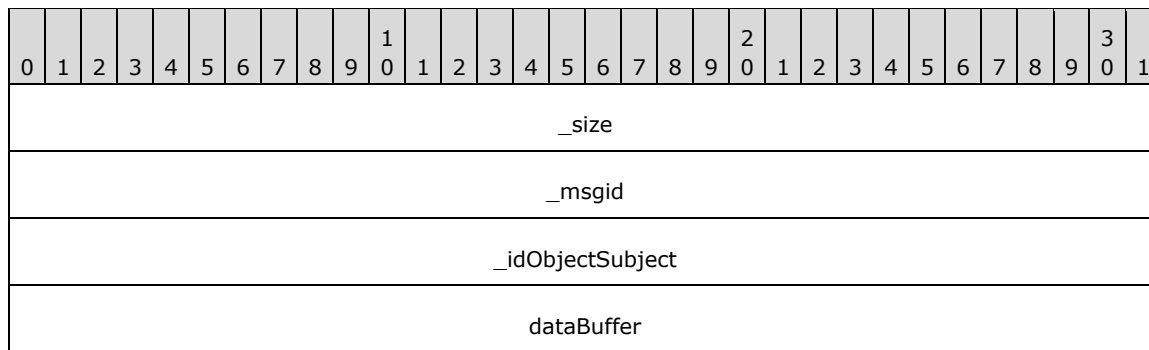 1 2 3
0 1 2 3 4 5 6 7 8 9 0 1 2 3 4 5 6 7 8 9 0 1 2 3 4 5 6 7 8 9 0 1
_size
_msgid
_idObjectSubject
dataBuffer